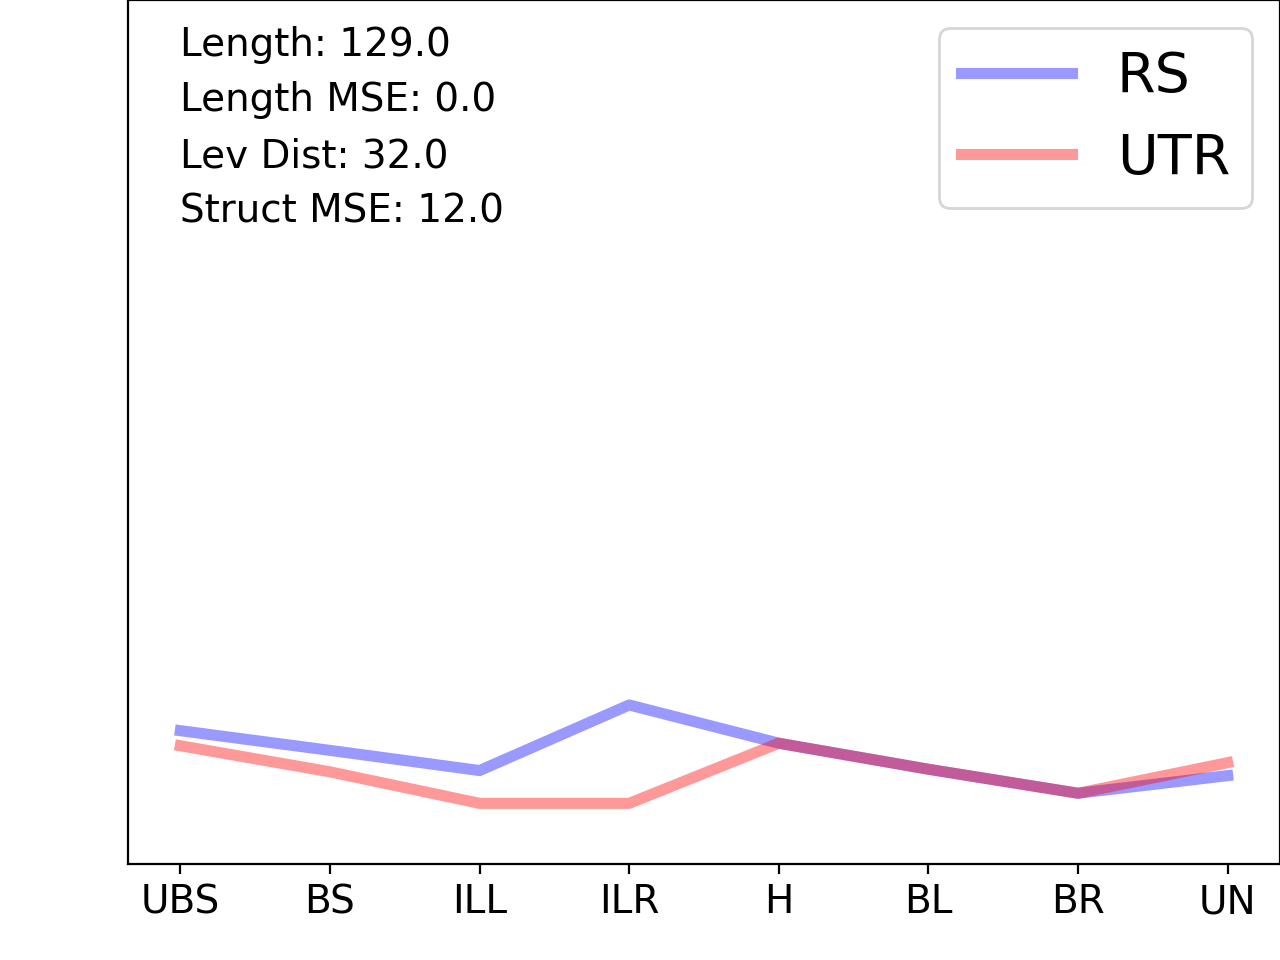 Length: 129.0
Length MSE: 0.0
Lev Dist: 32.0
Struct MSE: 12.0
RS
UTR
UBS BS ILL ILR H BL BR UN